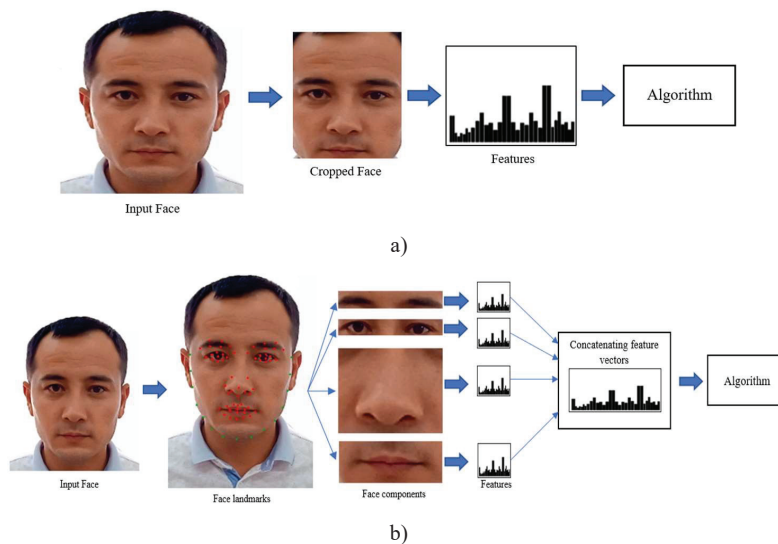 Input Face
Cropped Face
Features
Algorithm
a)
Input Face
Face landmarks
Face components
Features
Concatenating feature
vectors
Algorithm
b)